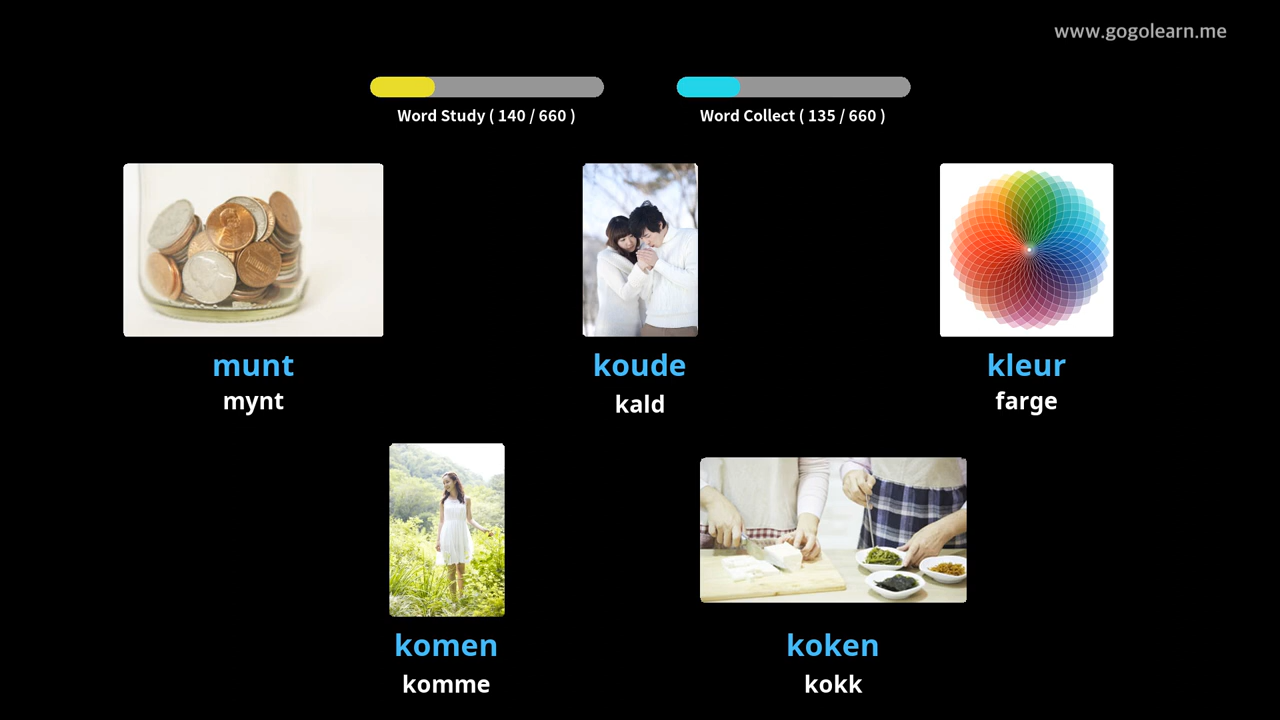 www.gogolearn.me
Word Study ( 140 / 660 )
Word Collect ( 135 / 660 )
munt
mynt
koude
kald
kleur
farge
komen
komme
koken
kokk